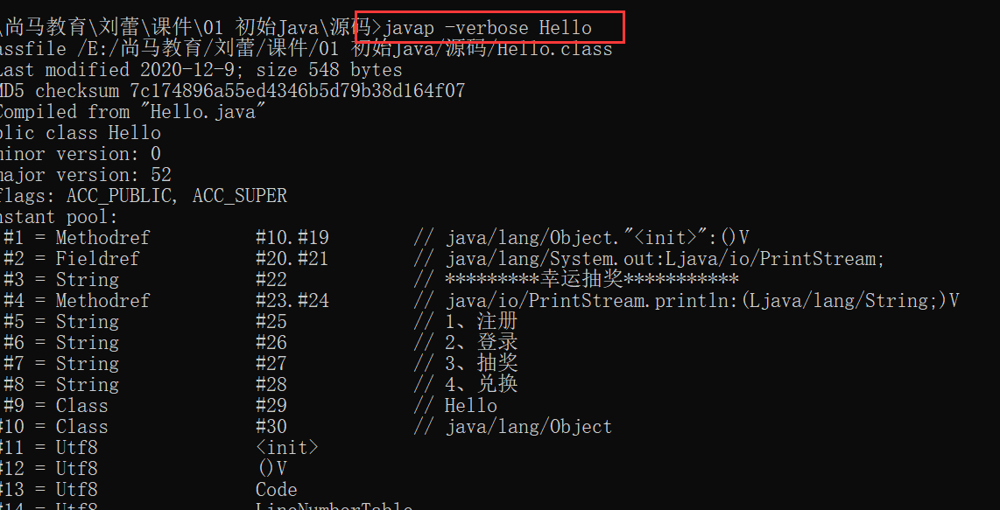 \尚马教育\刘蕾\课件\01 初始Java\源码>javap -verbose Hello
assfile /E:/尚马教育/刘蕾/课件/01 初始Java/源码/Hello.class
Last modified 2020-12-9; size 548 bytes
MD5 checksum 7c174896a55ed4346b5d79b38d164f07
Compiled from "Hello.java"
blic class Hello
minor version: 0
major version: 52
flags: ACC_PUBLIC, ACC_SUPER
nstant pool:
#1 = Methodref #10.#19 // java/lang/Object."<init>":()V
#2 = Fieldref #20.#21 // java/lang/System.out:Ljava/io/PrintStream;
#3 = String #22 // *********幸运抽奖***********
#4 = Methodref #23.#24 // java/io/PrintStream.println:(Ljava/lang/String;)V
#5 = String #25 // 1、注册
#6 = String #26 // 2、登录
#7 = String #27 // 3、抽奖
#8 = String #28 // 4、兑换
#9 = Class #29 // Hello
#10 = Class #30 // java/lang/Object
#11 = Utf8 <init>
#12 = Utf8 ()V
#13 = Utf8 Code
#14 = Utf8 LineNumberTable